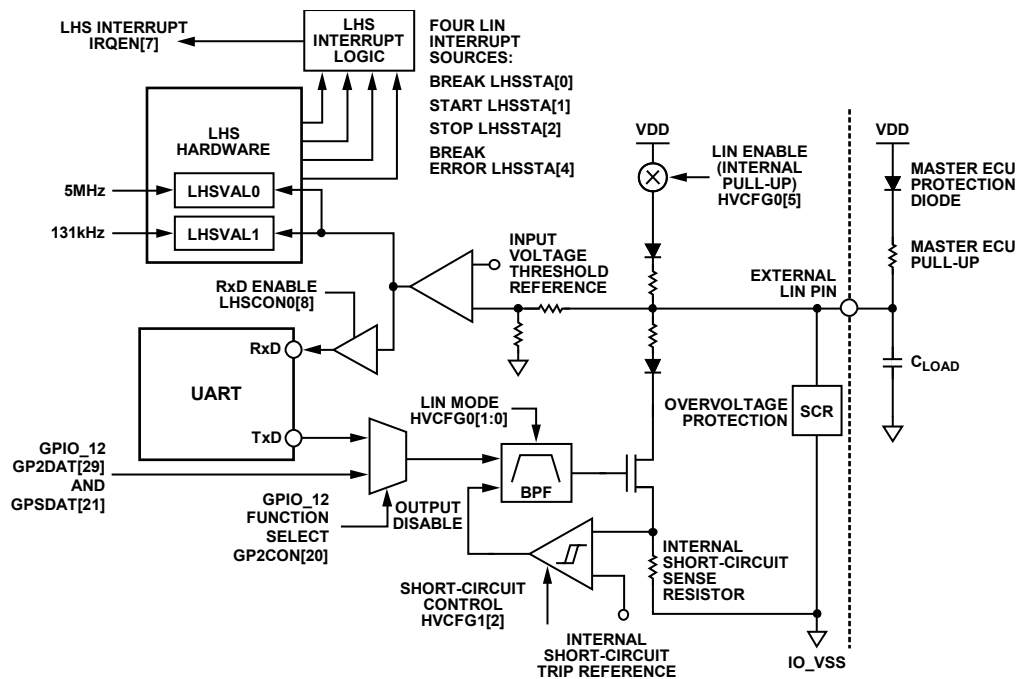 LHS INTERRUPT
IRQEN[7]
LHS
INTERRUPT
LOGIC
FOUR LIN
INTERRUPT
SOURCES:
BREAK LHSSTA[0]
START LHSSTA[1]
STOP LHSSTA[2]
BREAK
ERROR LHSSTA[4]
LHS
HARDWARE
5MHz
LHSVAL0
131kHz
LHSVAL1
VDD
LIN ENABLE
(INTERNAL
PULL-UP)
HVCFG0[5]
VDD
MASTER ECU
PROTECTION
DIODE
MASTER ECU
PULL-UP
INPUT
VOLTAGE
THRESHOLD
REFERENCE
EXTERNAL
LIN PIN
RxD ENABLE
LHSCON0[8]
RxD
UART
TxD
CLOAD
OVERVOLTAGE
PROTECTION
SCR
LIN MODE
HVCFG0[1:0]
BPF
GPIO_12
GP2DAT[29]
AND
GPSDAT[21]
GPIO_12
FUNCTION
SELECT
GP2CON[20]
OUTPUT
DISABLE
SHORT-CIRCUIT
CONTROL
HVCFG1[2]
INTERNAL
SHORT-CIRCUIT
SENSE
RESISTOR
INTERNAL
SHORT-CIRCUIT
TRIP REFERENCE
IO_VSS